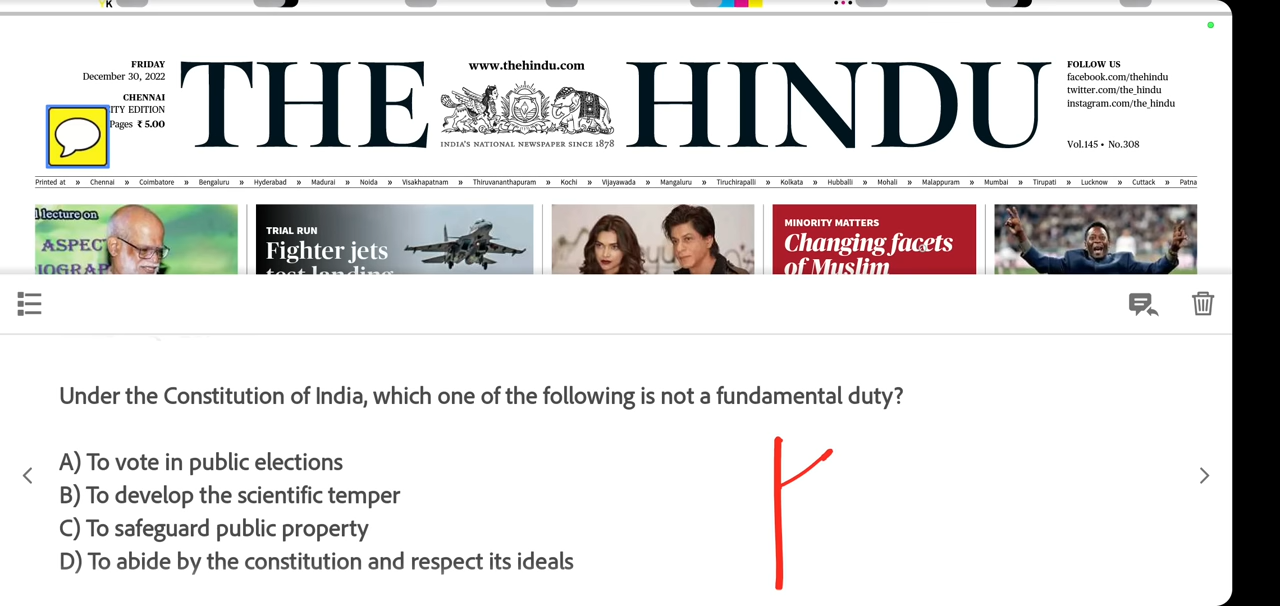 K
FRIDAY
December 30, 2022
CHENNAI
ITY EDITION
Pages ₹ 5.00
THE HINDU
www.thehindu.com
INDIA'S NATIONAL NEWSPAPER SINCE 1878
FOLLOW US
facebook.com/thehindu
twitter.com/the_hindu
instagram.com/the_hindu
Vol.145 • No.308
Printed at » Chennai » Coimbatore » Bengaluru » Hyderabad » Madurai » Noida » Visakhapatnam » Thiruvananthapuram » Kochi » Vijayawada » Mangaluru » Tiruchirapalli » Kolkata » Hubballi » Mohali » Malappuram » Mumbai » Tirupati » Lucknow » Cuttack » Patna
l lecture on
ASPEC
IOGRAP
TRIAL RUN
Fighter jets
test landing
MINORITY MATTERS
Changing facets
of Muslim
Under the Constitution of India, which one of the following is not a fundamental duty?
A) To vote in public elections
B) To develop the scientific temper
C) To safeguard public property
D) To abide by the constitution and respect its ideals